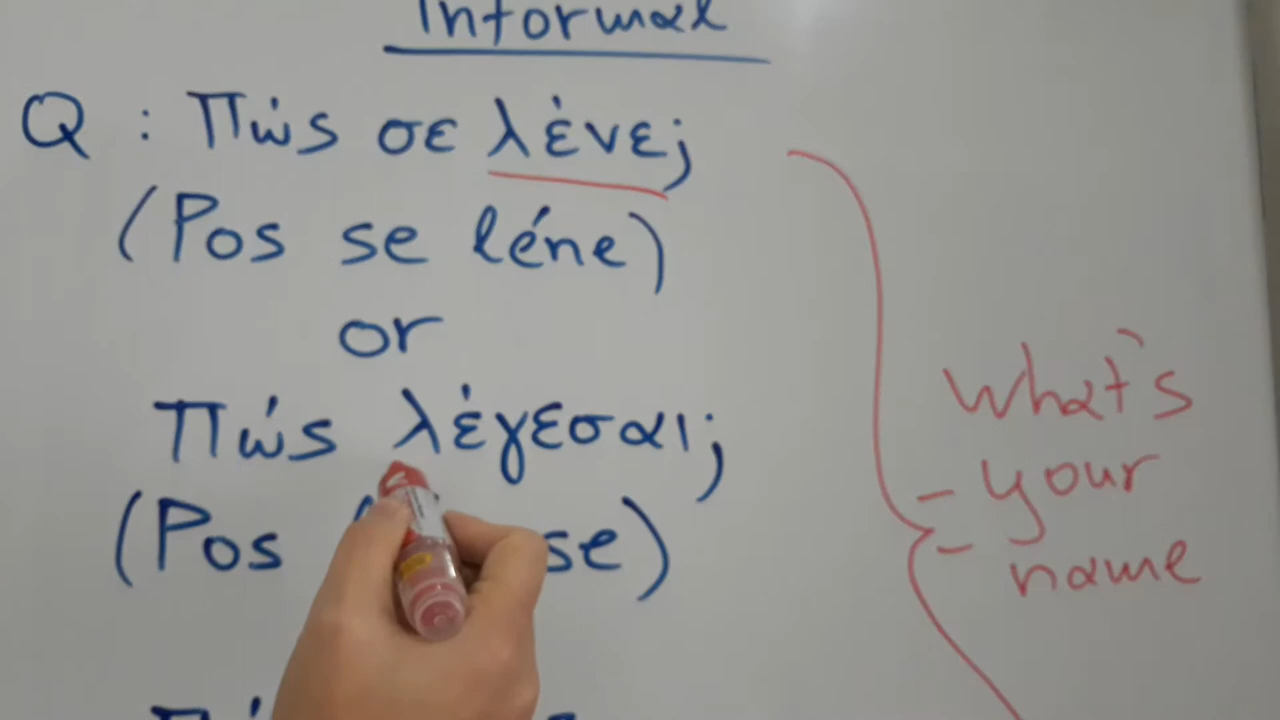 Informal
Q : Πώς σε λένε;
(Pos se léne)
or
Πώς λέγεσαι;
(Pos se)
What's
- your
- name